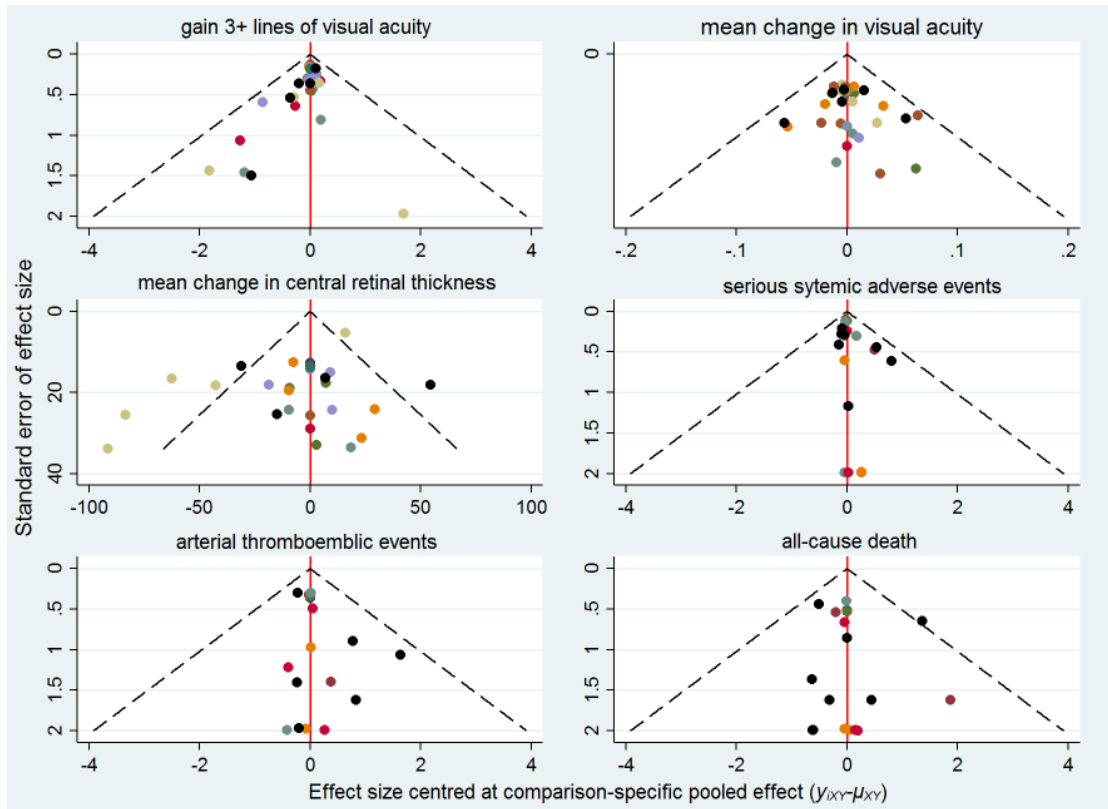 gain 3+ lines of visual acuity
0
.5
1
1.5
2
-4 -2 0 2 4
mean change in visual acuity
0
-.2 -.1 0 .1 .2
Standard error of effect size
mean change in central retinal thickness
0
20
40
-100 -50 0 50 100
serious sytemic adverse events
0
.5
1
1.5
2
-4 -2 0 2 4
arterial thromboemblic events
0
.5
1
1.5
2
-4 -2 0 2 4
all-cause death
0
.5
1
1.5
2
-4 -2 0 2 4
Effect size centred at comparison-specific pooled effect (yiXY-μXY)